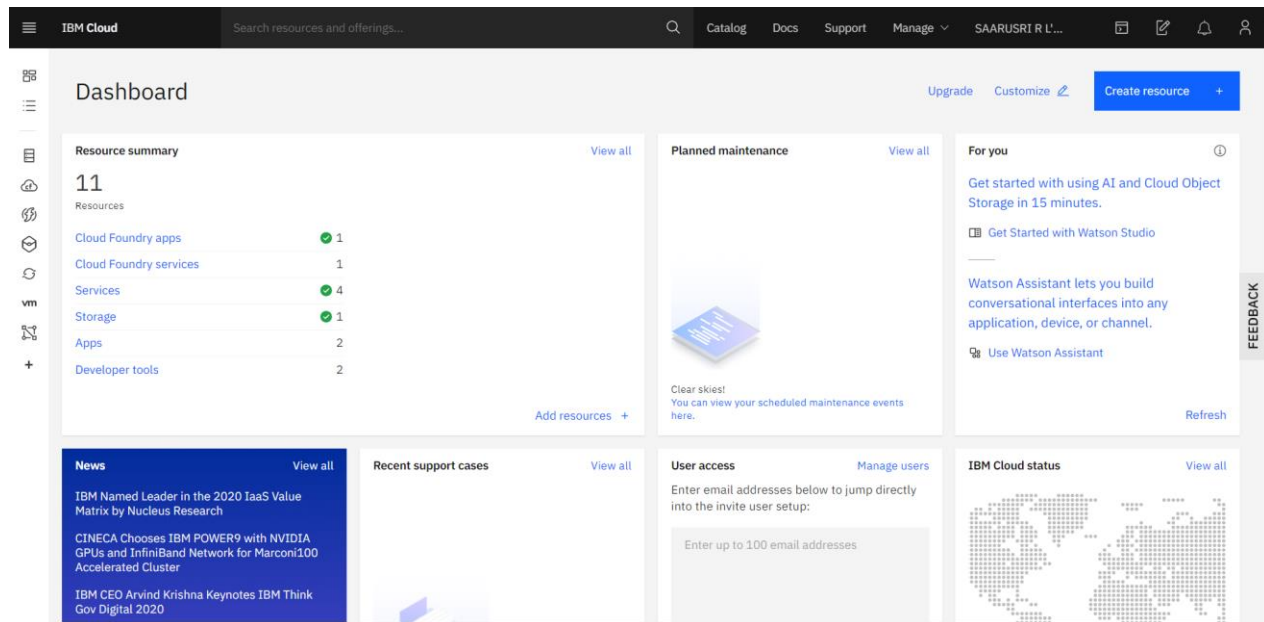 IBM Cloud
Search resources and offerings...
Catalog
Docs
Support
Manage
SAARUSRI R L'...
Dashboard
Upgrade
Customize
Create resource +
Resource summary
View all
11
Resources
Cloud Foundry apps 1
Cloud Foundry services 1
Services 4
Storage 1
Apps 2
Developer tools 2
Add resources +
Planned maintenance
View all
Clear skies!
You can view your scheduled maintenance events
here.
For you
Get started with using AI and Cloud Object
Storage in 15 minutes.
Get Started with Watson Studio
Watson Assistant lets you build
conversational interfaces into any
application, device, or channel.
Use Watson Assistant
Refresh
FEEDBACK
cf
vm
+
News
View all
IBM Named Leader in the 2020 IaaS Value
Matrix by Nucleus Research
CINECA Chooses IBM POWER9 with NVIDIA
GPUs and InfiniBand Network for Marconi100
Accelerated Cluster
IBM CEO Arvind Krishna Keynotes IBM Think
Gov Digital 2020
Recent support cases
View all
User access
Manage users
Enter email addresses below to jump directly
into the invite user setup:
Enter up to 100 email addresses
IBM Cloud status
View all